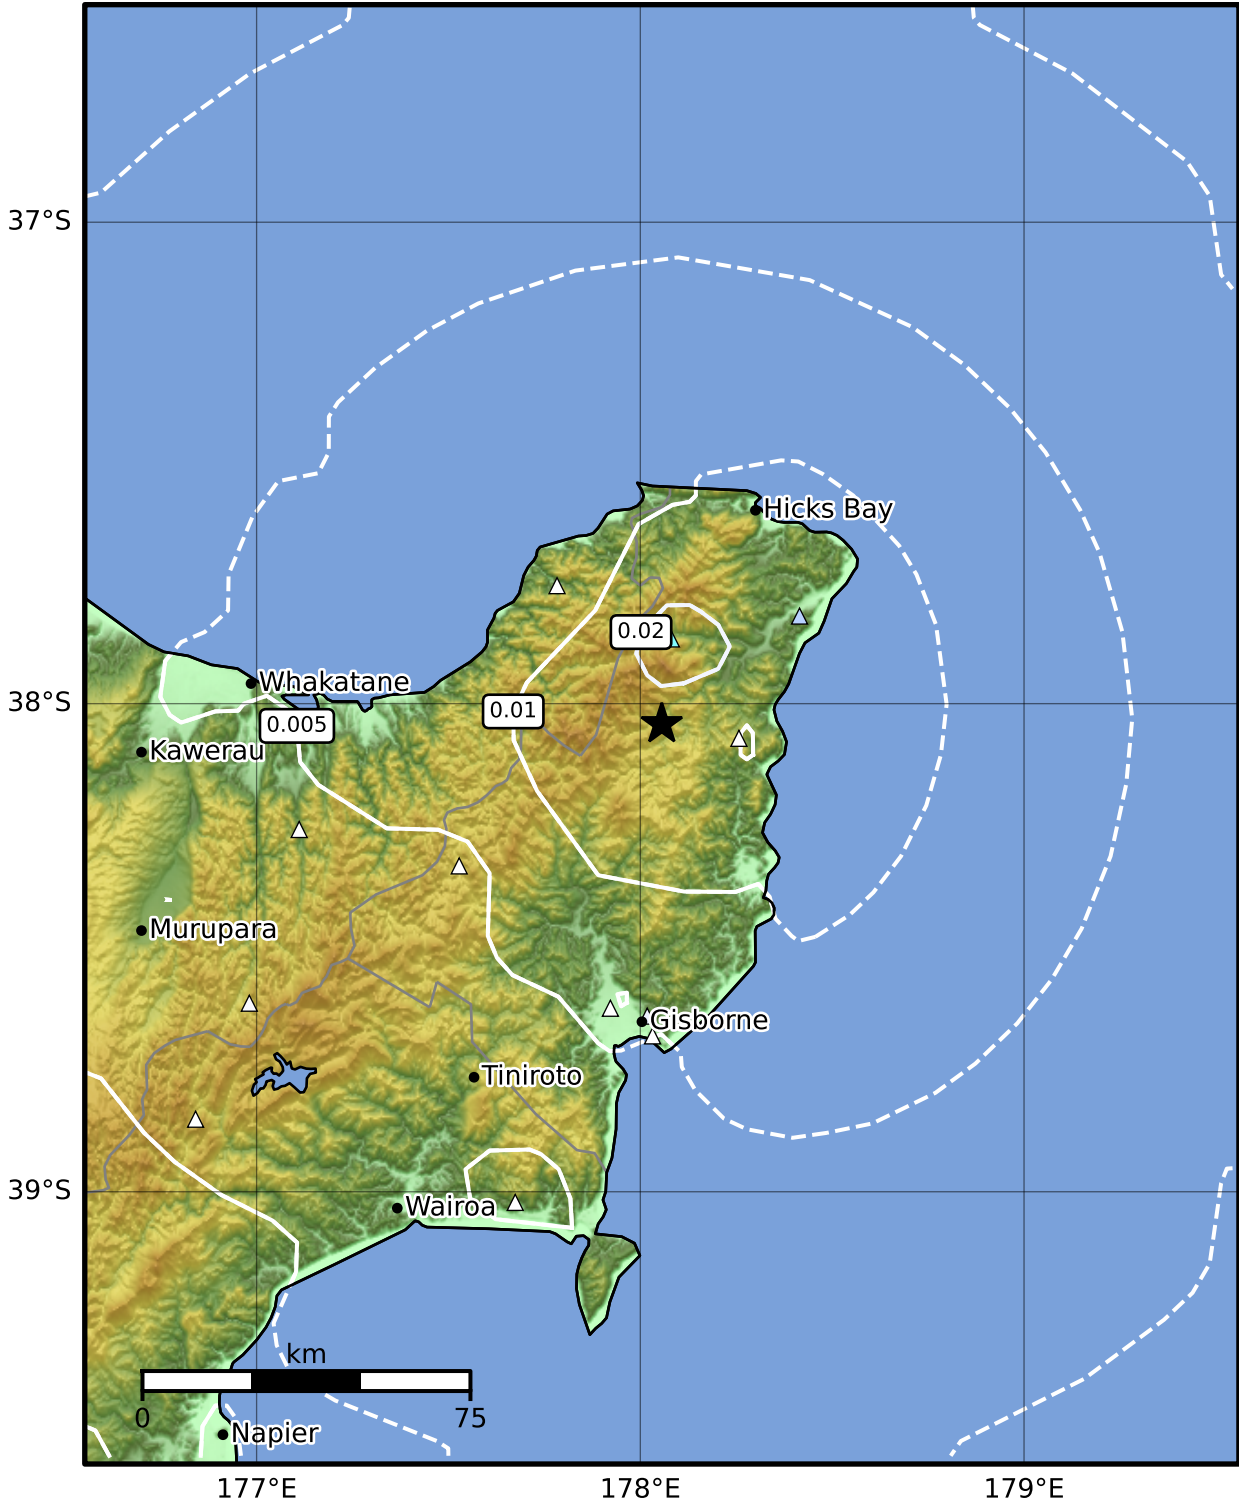 37°S
Hicks Bay
0.02
Whakatane
38°S
0.01
0.005
Kawerau
Murupara
Gisborne
Tiniroto
39°S
Wairoa
km
0
75
Napier
177°E
178°E
179°E